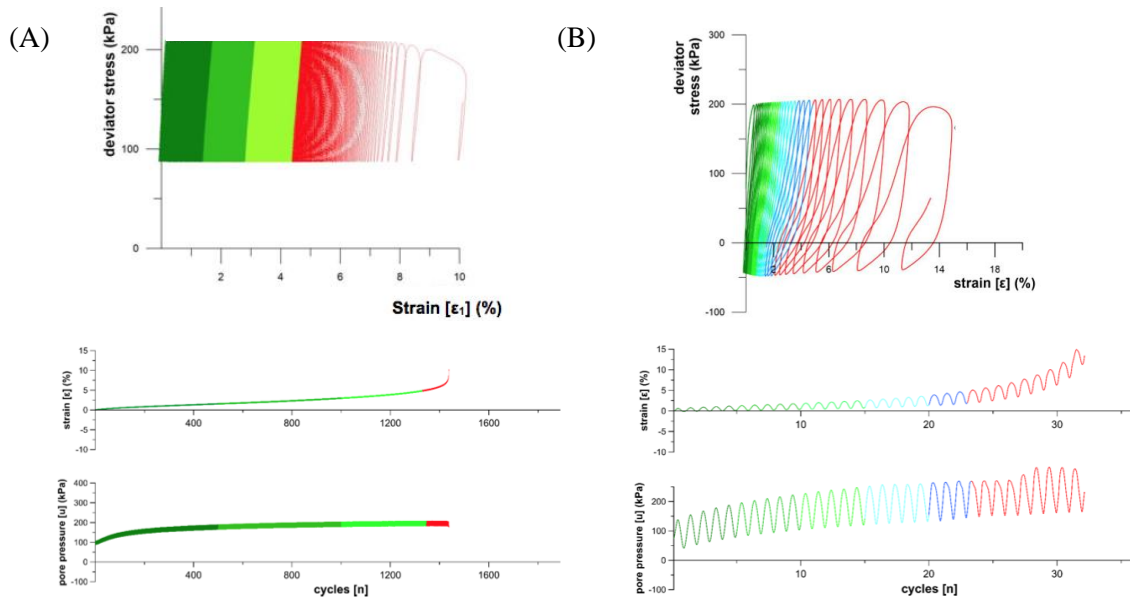 (A)
deviator stress (kPa)
200
100
0
2 4 6 8 10
Strain [ε₁] (%)
strain [ε] (%)
15
10
5
0
-5
-10
400 800 1200 1600
pore pressure [u] (kPa)
400
300
200
100
0
-100
400 800 1200 1600
cycles [n]
(B)
deviator
stress (kPa)
300
200
100
0
-100
2 6 10 14 18
strain [ε] (%)
strain [ε] (%)
15
10
5
0
-5
-10
10 20 30
pore pressure [u] (kPa)
200
100
0
-100
10 20 30
cycles [n]